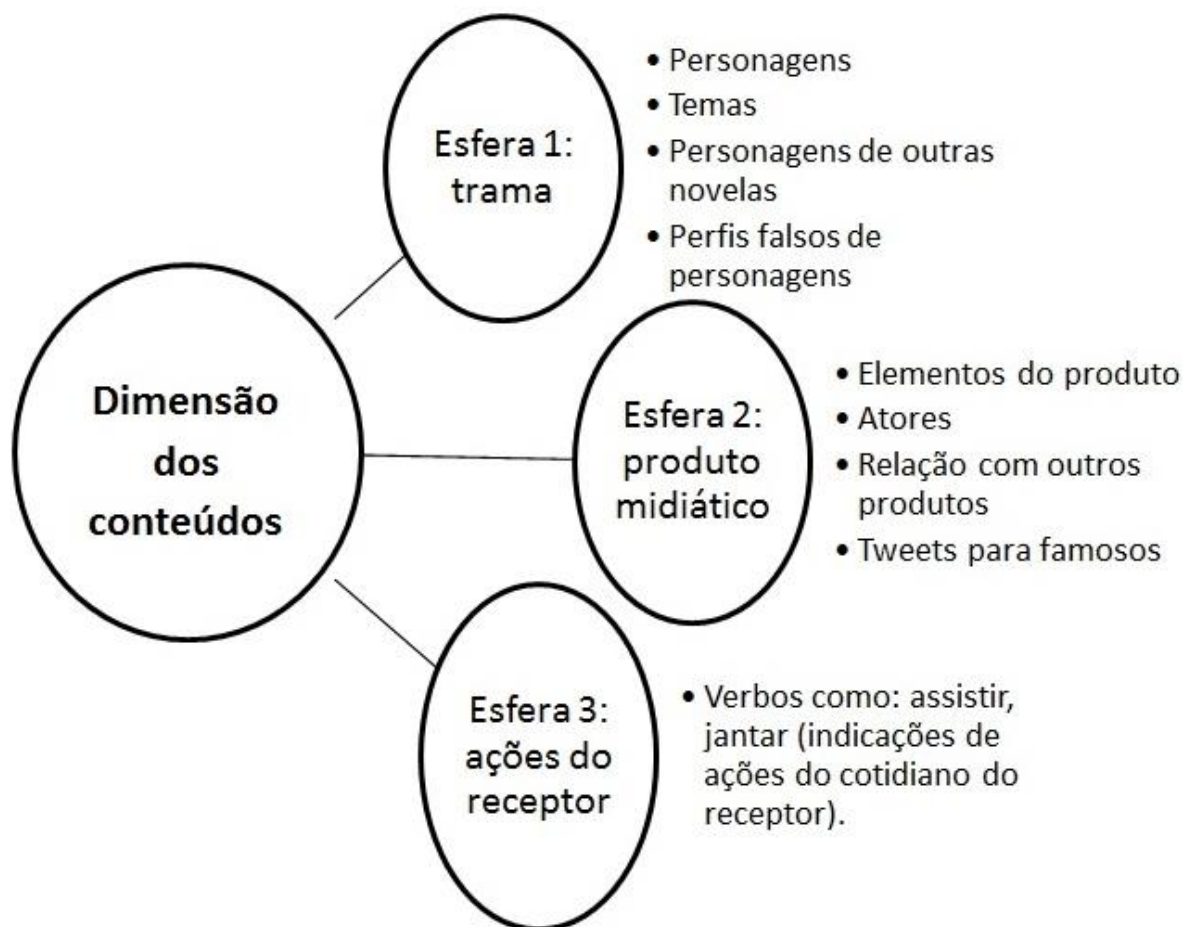 Dimensão
dos
conteúdos
Esfera 1:
trama
• Personagens
• Temas
• Personagens de outras
novelas
• Perfis falsos de
personagens
Esfera 2:
produto
midiático
• Elementos do produto
• Atores
• Relação com outros
produtos
• Tweets para famosos
Esfera 3:
ações do
receptor
• Verbos como: assistir,
jantar (indicações de
ações do cotidiano do
receptor).